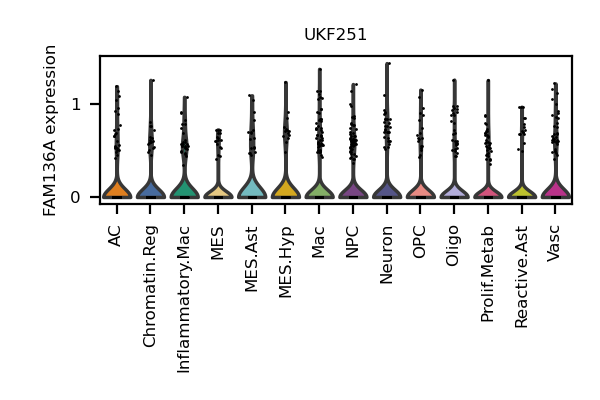 UKF251
FAM136A expression
1
0
AC
Chromatin.Reg
Inflammatory.Mac
MES
MES.Ast
MES.Hyp
Mac
NPC
Neuron
OPC
Oligo
Prolif.Metab
Reactive.Ast
Vasc